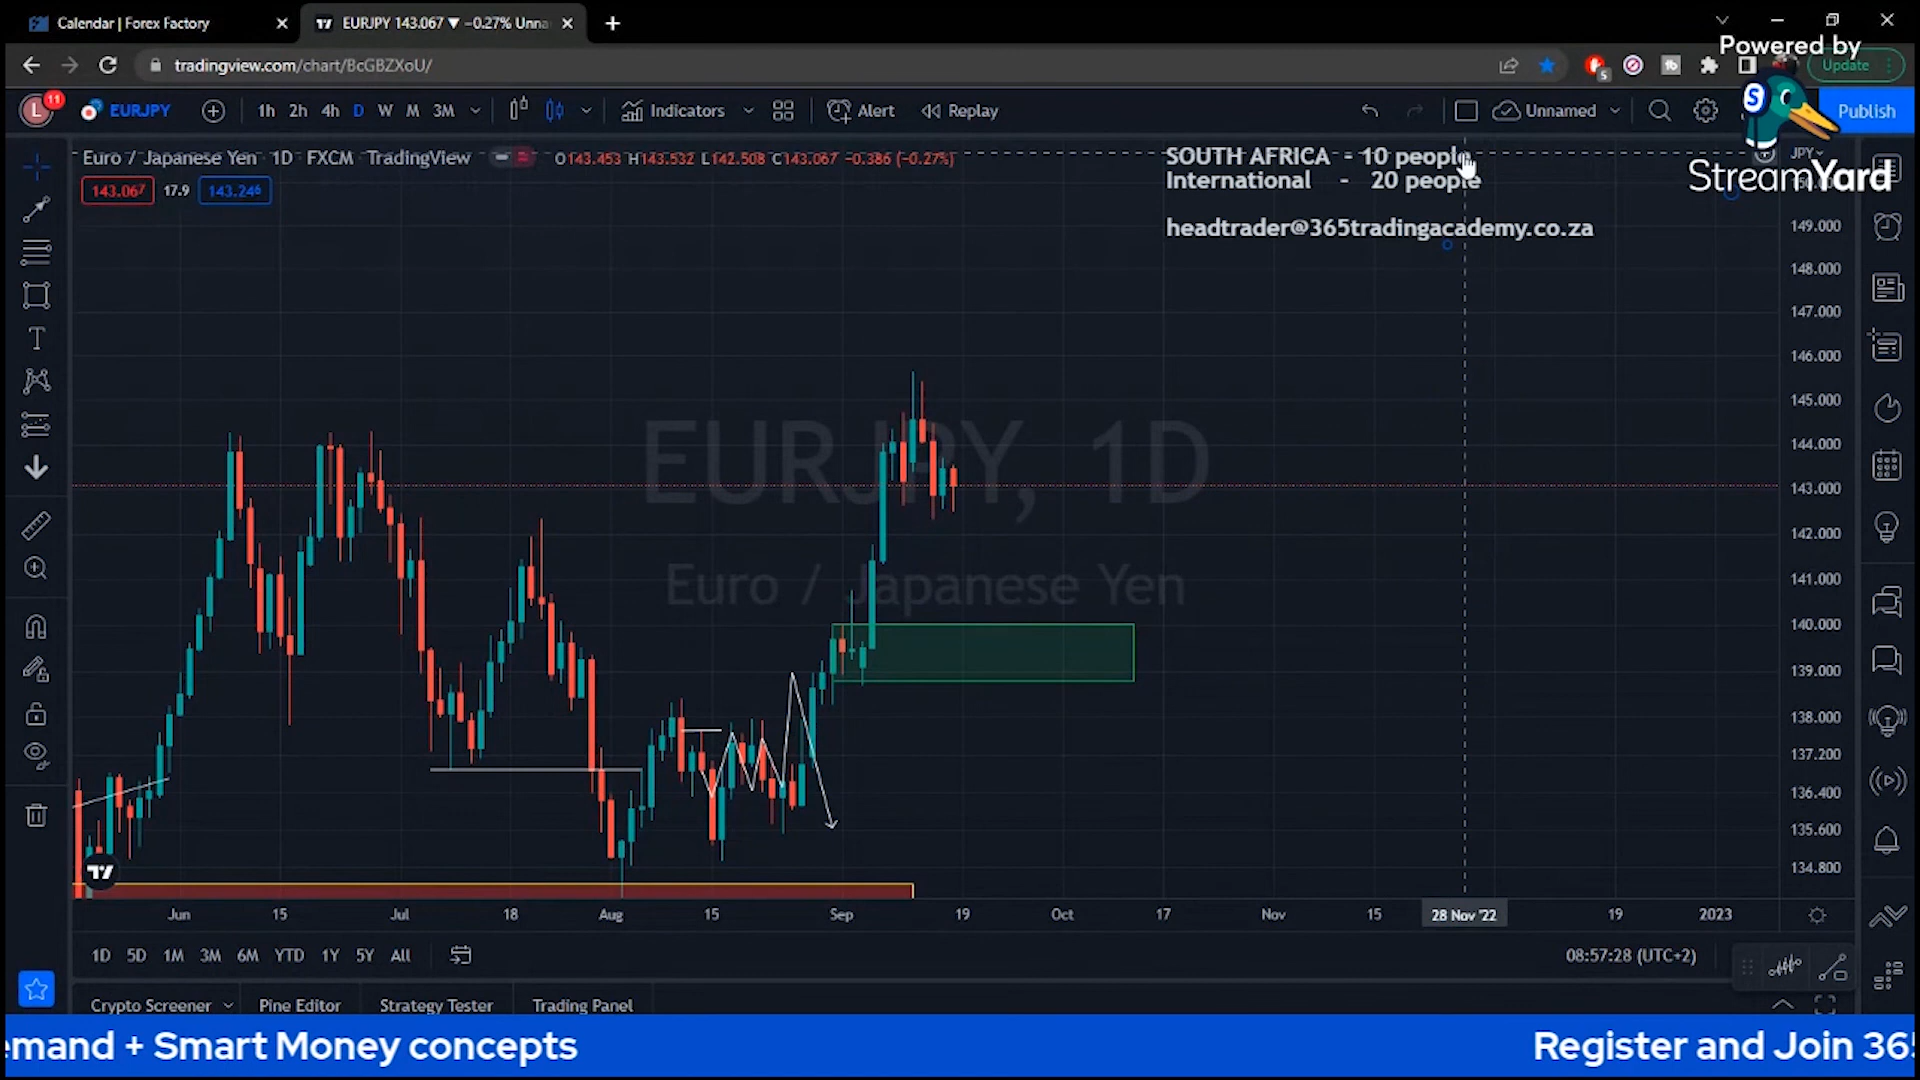 Calendar | Forex Factory
EURJPY 143.067 ▼ −0.27% Unna
Powered by
tradingview.com/chart/BcGBZXoU/
5
Update
L 11 EURJPY 1h 2h 4h D W M 3M Indicators Alert Replay Unnamed Publish
StreamYard
Euro / Japanese Yen · 1D · FXCM · TradingView O143.453 H143.532 L142.508 C143.067 −0.386 (−0.27%)
143.067 17.9 143.246
SOUTH AFRICA - 10 people
International - 20 people
headtrader@365tradingacademy.co.za
JPY
149.000
148.000
147.000
146.000
145.000
144.000
143.000
142.000
141.000
140.000
139.000
138.000
137.200
136.400
135.600
134.800
EURJPY, 1D
Euro / Japanese Yen
Jun 15 Jul 18 Aug 15 Sep 19 Oct 17 Nov 15 28 Nov '22 19 2023
1D 5D 1M 3M 6M YTD 1Y 5Y All
08:57:28 (UTC+2)
Crypto Screener Pine Editor Strategy Tester Trading Panel
emand + Smart Money concepts
Register and Join 36